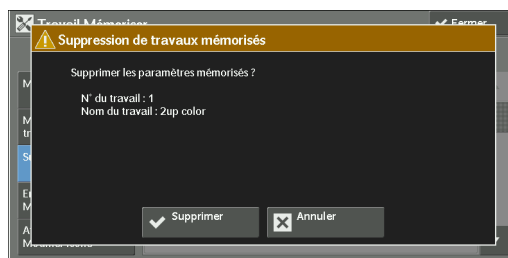 Travail Mémoriser
Fermer
Suppression de travaux mémorisés
Supprimer les paramètres mémorisés ?
N° du travail : 1
Nom du travail : 2up color
Supprimer
Annuler